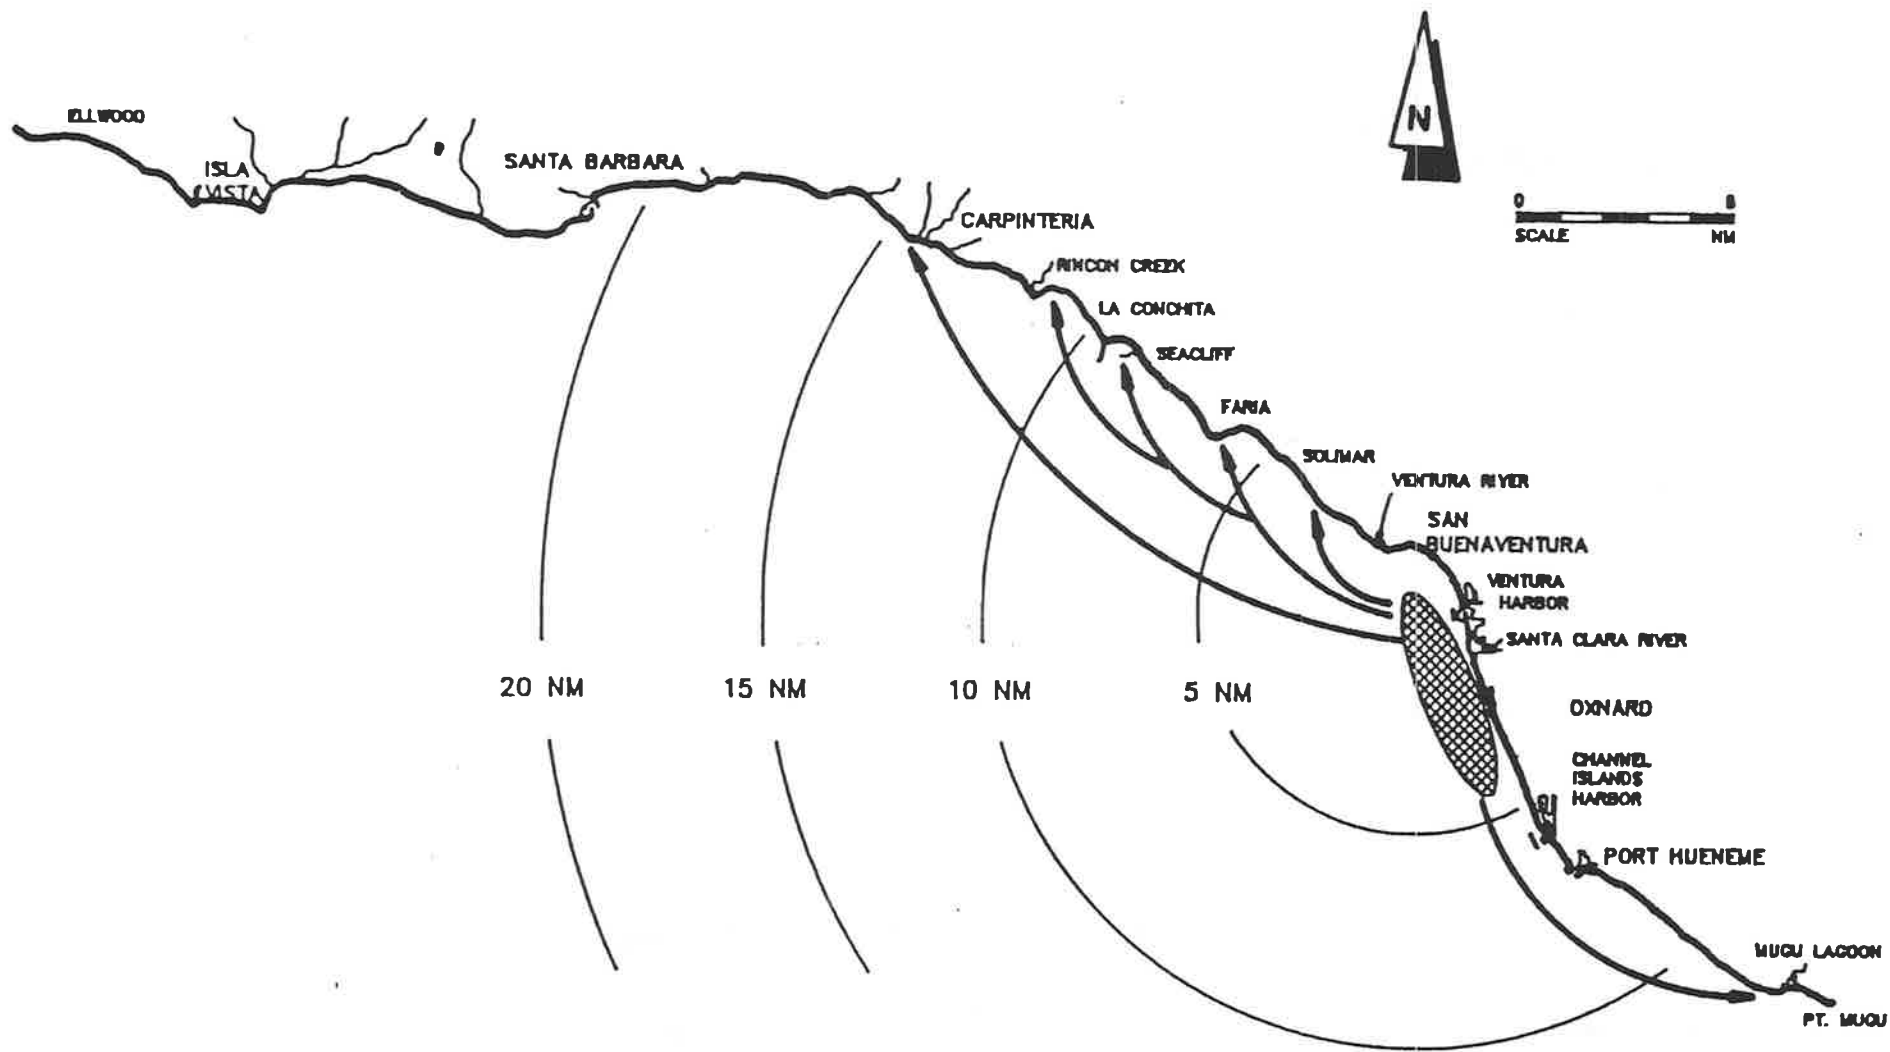 N
0
SCALE
NM
ELLWOOD
ISLA
VISTA
SANTA BARBARA
CARPINTERIA
RINCON CREEK
LA CONCHITA
SEACLIFF
FARIA
SOLIMAR
VENTURA RIVER
SAN
BUENAVENTURA
VENTURA
HARBOR
SANTA CLARA RIVER
20 NM
15 NM
10 NM
5 NM
OXNARD
CHANNEL
ISLANDS
HARBOR
PORT HUENEME
MUGU LAGOON
PT. MUGU